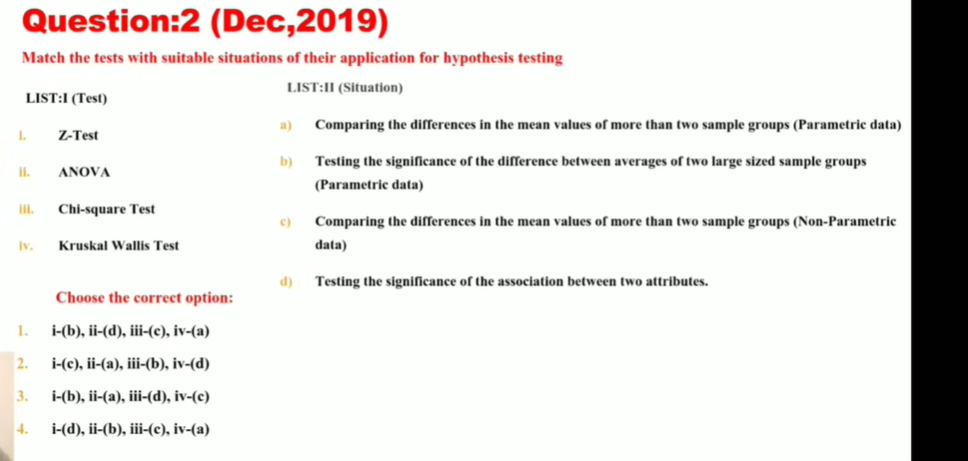 Question:2 (Dec,2019)
Match the tests with suitable situations of their application for hypothesis testing
LIST:I (Test)
i. Z-Test
ii. ANOVA
iii. Chi-square Test
iv. Kruskal Wallis Test
LIST:II (Situation)
a) Comparing the differences in the mean values of more than two sample groups (Parametric data)
b) Testing the significance of the difference between averages of two large sized sample groups
(Parametric data)
c) Comparing the differences in the mean values of more than two sample groups (Non-Parametric
data)
d) Testing the significance of the association between two attributes.
Choose the correct option:
1. i-(b), ii-(d), iii-(c), iv-(a)
2. i-(c), ii-(a), iii-(b), iv-(d)
3. i-(b), ii-(a), iii-(d), iv-(c)
4. i-(d), ii-(b), iii-(c), iv-(a)